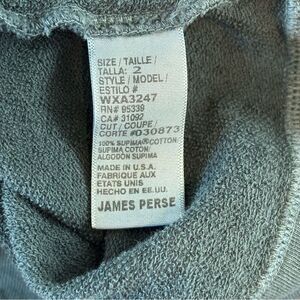 SIZE / TAILLE /
TALLA: 2
STYLE / MODEL /
ESTILO #
WXA3247
RN# 95339
CA# 31092
CUT / COUPE /
CORTE #030873
100% SUPIMA® COTTON
SUPIMA COTON/
ALGODÓN SUPIMA
MADE IN U.S.A.
FABRIQUE AUX
ETATS UNIS
HECHO EN EE.UU.
JAMES PERSE